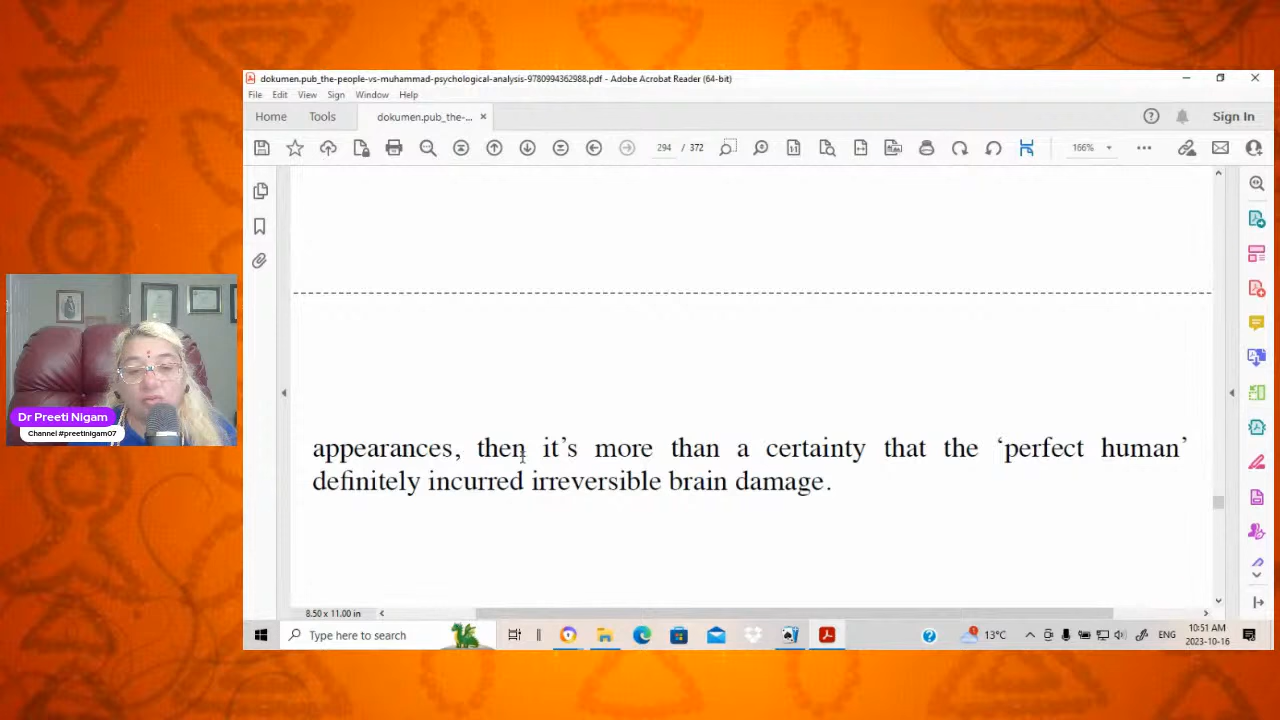 dokumen.pub_the-people-vs-muhammad-psychological-analysis-9780994362988.pdf - Adobe Acrobat Reader (64-bit)
File Edit View Sign Window Help
Home Tools dokumen.pub_the-... Sign In
294 / 372 166%
appearances, then it's more than a certainty that the ‘perfect human’
definitely incurred irreversible brain damage.
Dr Preeti Nigam
Channel #preetinigam07
8.50 x 11.00 in
Type here to search 13°C ENG 10:51 AM
2023-10-16